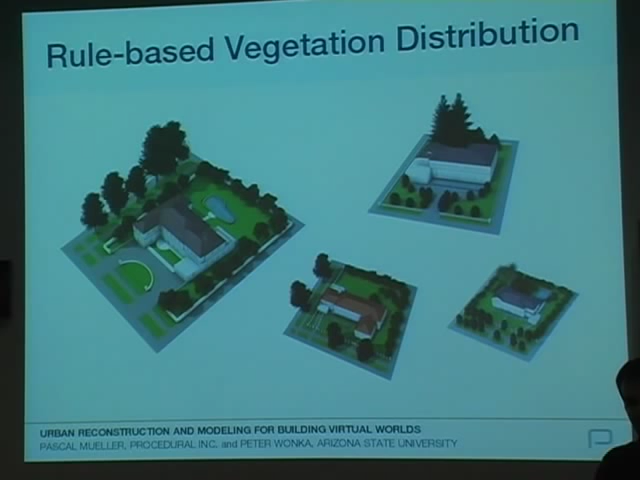 Rule-based Vegetation Distribution
URBAN RECONSTRUCTION AND MODELING FOR BUILDING VIRTUAL WORLDS
PASCAL MUELLER, PROCEDURAL INC. and PETER WONKA, ARIZONA STATE UNIVERSITY